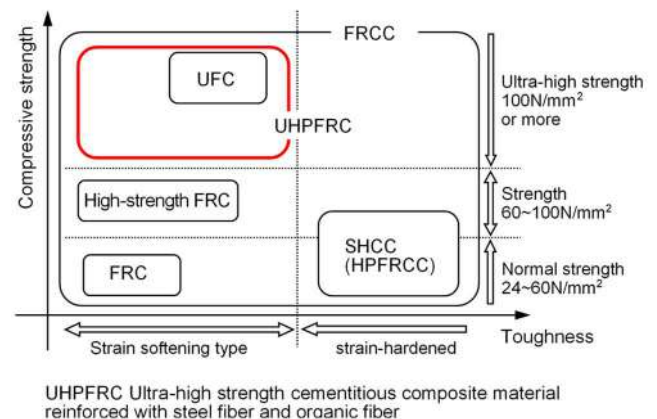 Compressive strength
FRCC
UFC
UHPFRC
Ultra-high strength
100N/mm²
or more
High-strength FRC
Strength
60~100N/mm²
FRC
SHCC
(HPFRCC)
Normal strength
24~60N/mm²
Toughness
Strain softening type
strain-hardened
UHPFRC Ultra-high strength cementitious composite material
reinforced with steel fiber and organic fiber